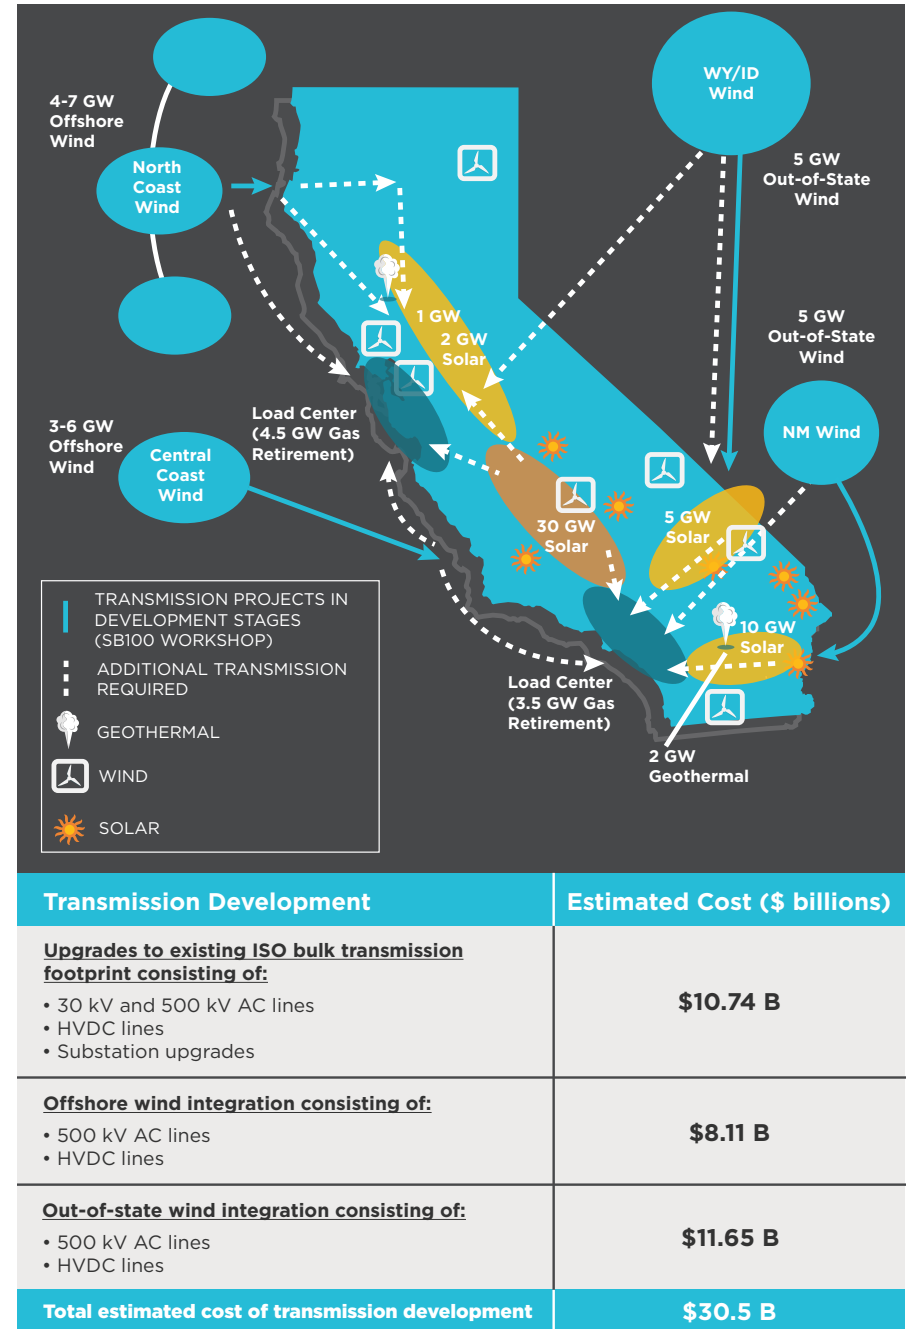 WY/ID
Wind
4-7 GW
Offshore
Wind
North
Coast
Wind
5 GW
Out-of-State
Wind
1 GW
2 GW
Solar
5 GW
Out-of-State
Wind
NM Wind
Load Center
(4.5 GW Gas
Retirement)
3-6 GW
Offshore
Wind
Central
Coast
Wind
30 GW
Solar
5 GW
Solar
10 GW
Solar
Load Center
(3.5 GW Gas
Retirement)
2 GW
Geothermal
TRANSMISSION PROJECTS IN
DEVELOPMENT STAGES
(SB100 WORKSHOP)
ADDITIONAL TRANSMISSION
REQUIRED
GEOTHERMAL
WIND
SOLAR
Transmission Development
Estimated Cost ($ billions)
Upgrades to existing ISO bulk transmission
footprint consisting of:
• 30 kV and 500 kV AC lines
• HVDC lines
• Substation upgrades
$10.74 B
Offshore wind integration consisting of:
• 500 kV AC lines
• HVDC lines
$8.11 B
Out-of-state wind integration consisting of:
• 500 kV AC lines
• HVDC lines
$11.65 B
Total estimated cost of transmission development
$30.5 B